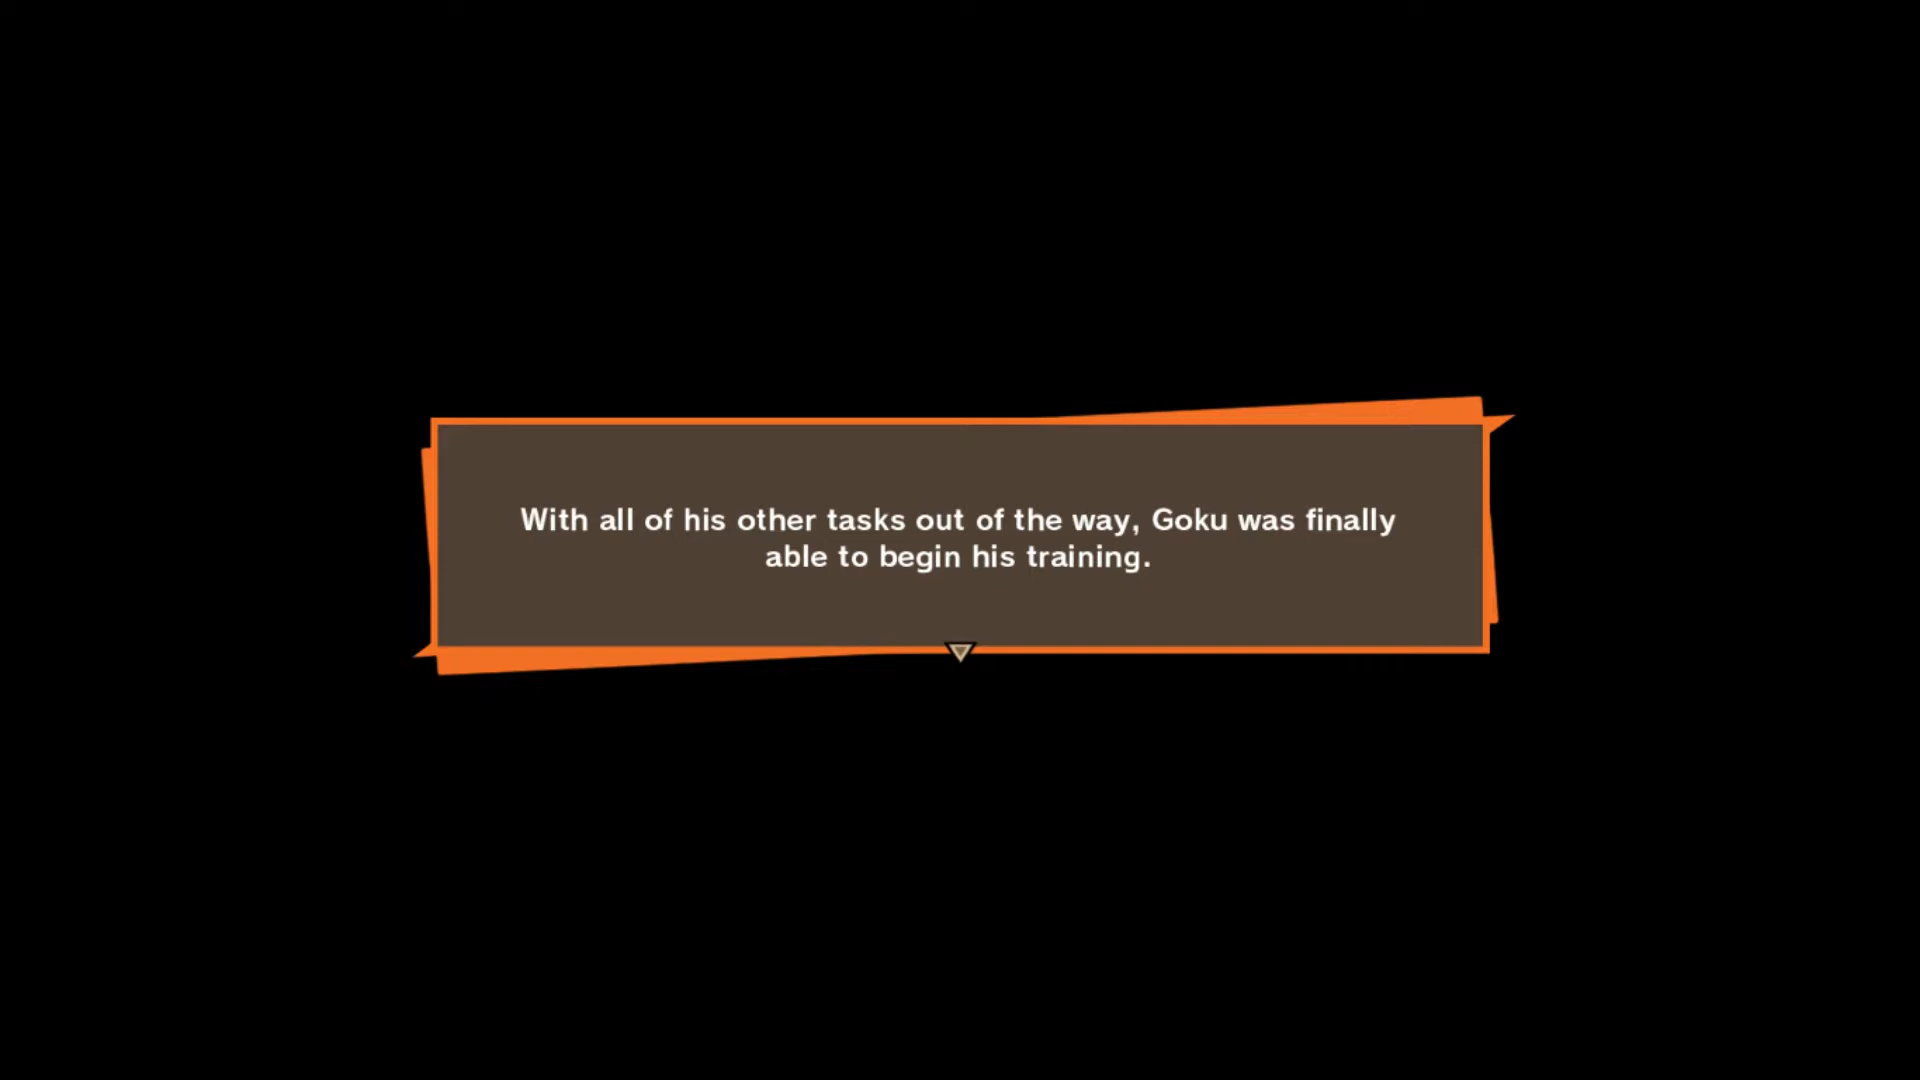 With all of his other tasks out of the way, Goku was finally
able to begin his training.